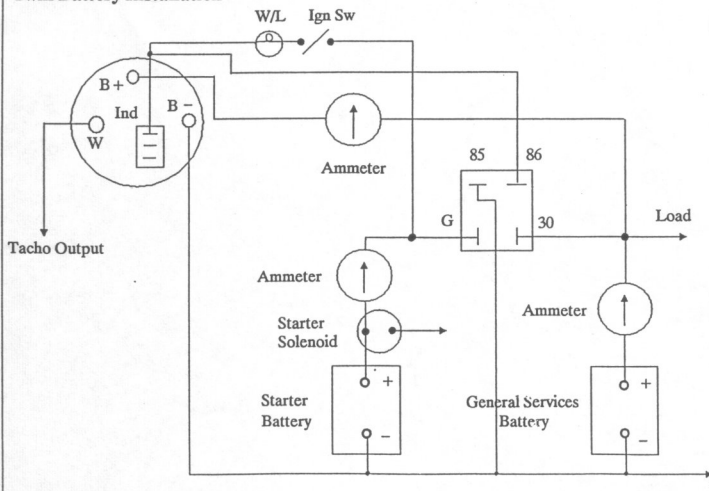 W/L Ign Sw
B+
Ind
B -
W
Tacho Output
Ammeter
85 86
G
30
Load
Ammeter
Starter
Solenoid
Ammeter
+
Starter
Battery
-
General Services
Battery
+
-